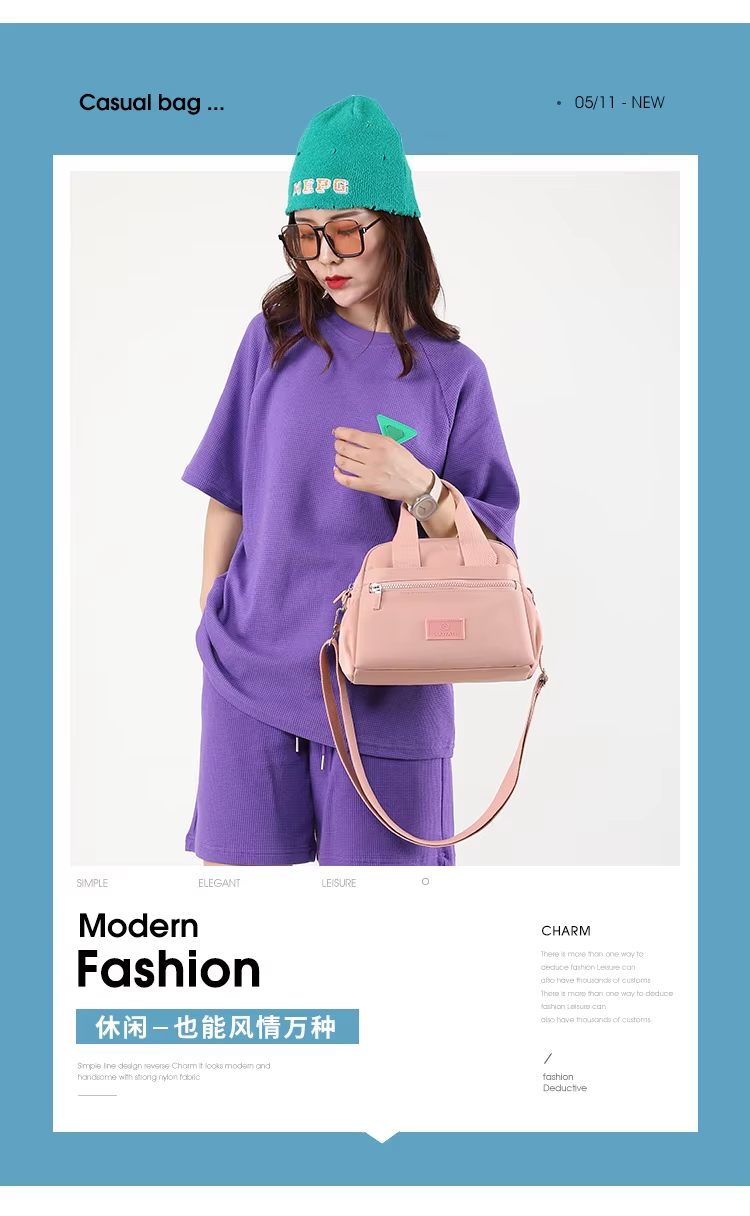 Casual bag ...
• 05/11 - NEW
MEPG
SIMPLE ELEGANT LEISURE
Modern
Fashion
休闲－也能风情万种
Simple line design reverse Charm it looks modern and
handsome with strong nylon fabric
CHARM
There is more than one way to
deduce fashion Leisure can
also have thousands of customs
There is more than one way to deduce
fashion Leisure can
also have thousands of customs
/
fashion
Deductive